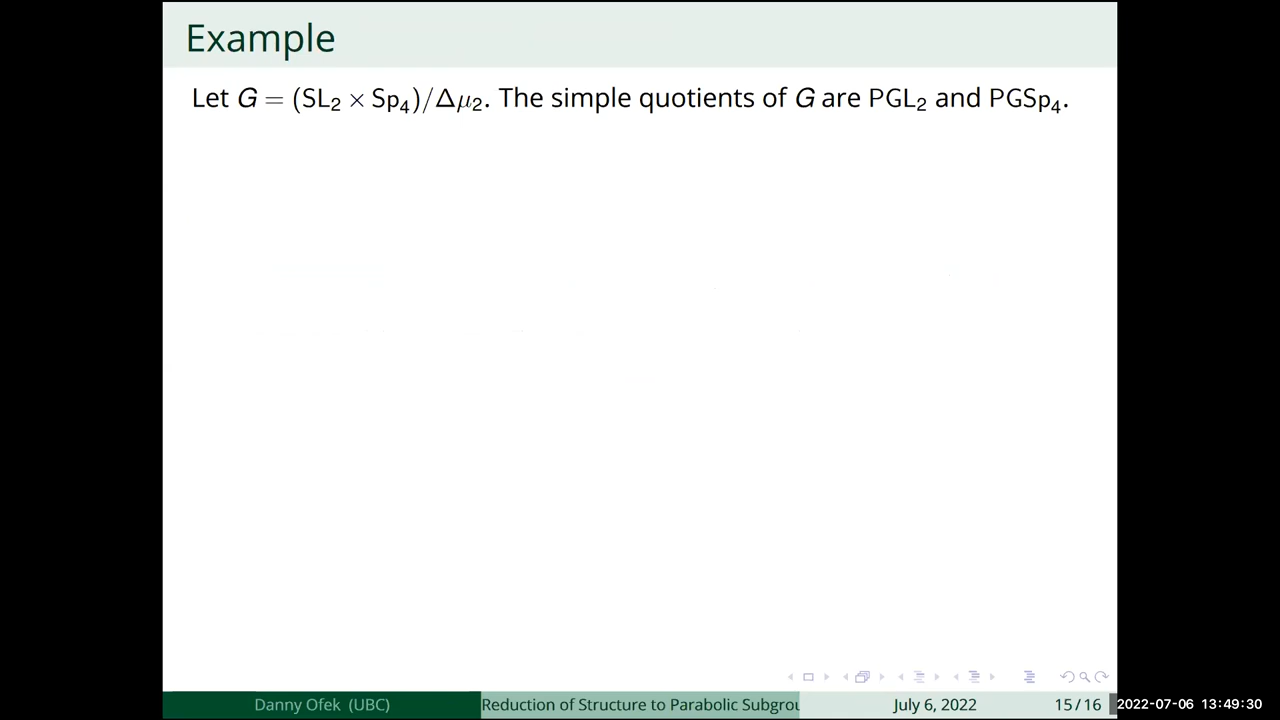 Example
Let G = (SL₂ × Sp₄)/Δμ₂. The simple quotients of G are PGL₂ and PGSp₄.
Danny Ofek (UBC) Reduction of Structure to Parabolic Subgrou July 6, 2022 15 / 16 2022-07-06 13:49:30